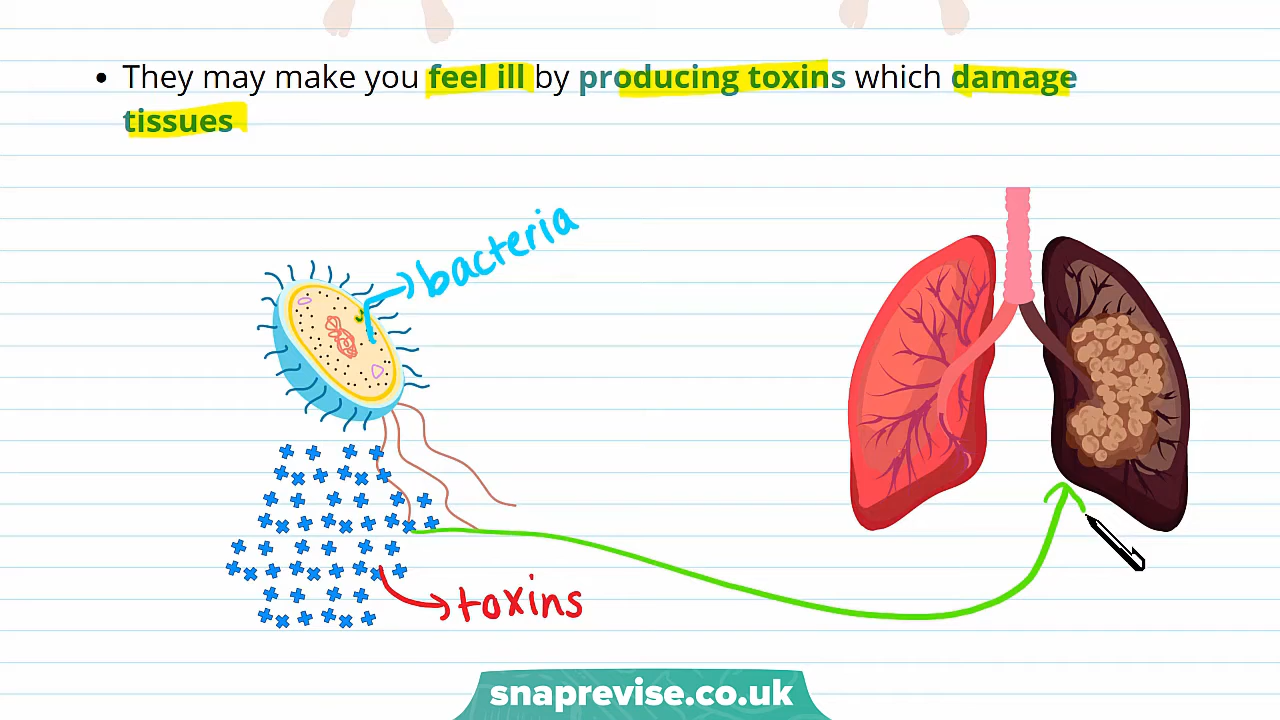 They may make you feel ill by producing toxins which damage
tissues
bacteria
toxins
snaprevise.co.uk